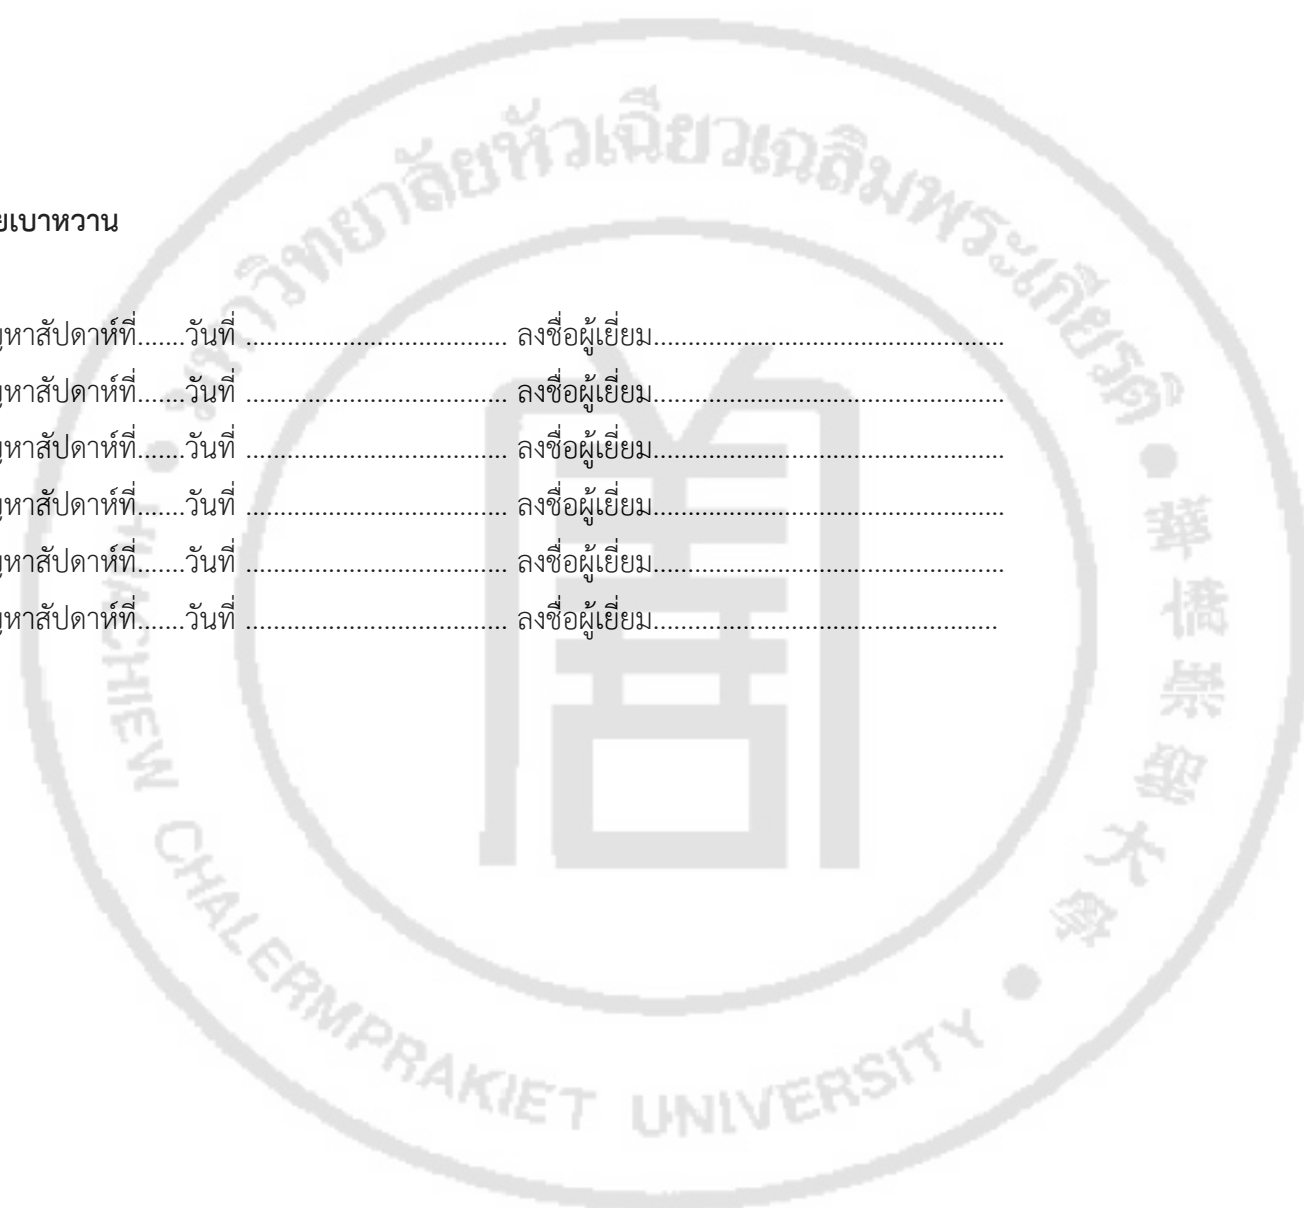 ยเบาหวาน
ญหาสัปดาห์ที่.......วันที่ ...................................... ลงชื่อผู้เยี่ยม...................................................
ญหาสัปดาห์ที่.......วันที่ ...................................... ลงชื่อผู้เยี่ยม...................................................
ญหาสัปดาห์ที่.......วันที่ ...................................... ลงชื่อผู้เยี่ยม...................................................
ญหาสัปดาห์ที่.......วันที่ ...................................... ลงชื่อผู้เยี่ยม...................................................
ญหาสัปดาห์ที่.......วันที่ ...................................... ลงชื่อผู้เยี่ยม...................................................
ญหาสัปดาห์ที่.......วันที่ ...................................... ลงชื่อผู้เยี่ยม..................................................
มหาวิทยาลัยหัวเฉียวเฉลิมพระเกียรติ
華僑崇聖大學
HUACHIEW CHALERMPRAKIET UNIVERSITY